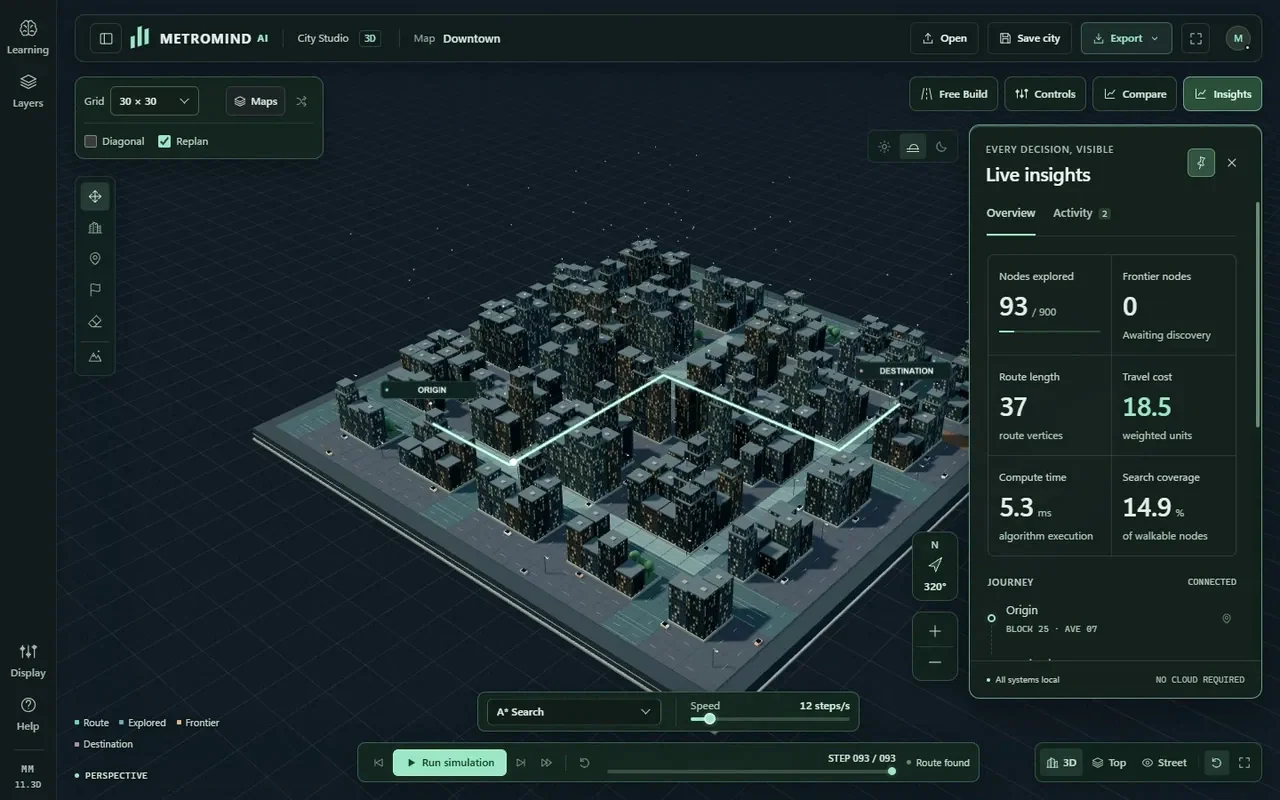 Learning
Layers
METROMIND AI
City Studio 3D
Map Downtown
Open
Save city
Export
M
Grid 30 × 30
Maps
Diagonal
Replan
Free Build
Controls
Compare
Insights
EVERY DECISION, VISIBLE
Live insights
Overview
Activity 2
Nodes explored
93 / 900
Frontier nodes
0
Awaiting discovery
Route length
37
route vertices
Travel cost
18.5
weighted units
Compute time
5.3 ms
algorithm execution
Search coverage
14.9 %
of walkable nodes
JOURNEY
CONNECTED
Origin
BLOCK 25 · AVE 07
All systems local
NO CLOUD REQUIRED
ORIGIN
DESTINATION
N
320°
A* Search
Speed
12 steps/s
Run simulation
STEP 093 / 093
Route found
3D
Top
Street
Display
Help
MM
11.3D
Route
Explored
Frontier
Destination
PERSPECTIVE